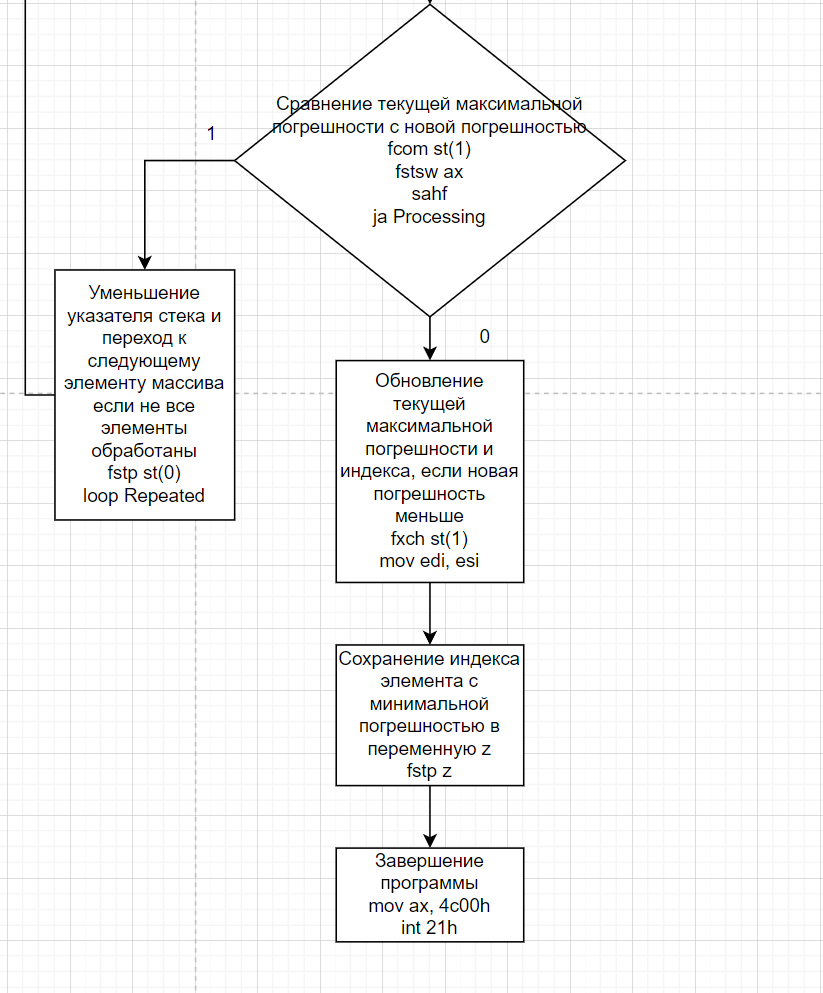 Сравнение текущей максимальной
погрешности с новой погрешностью
fcom st(1)
fstsw ax
sahf
ja Processing
1
Уменьшение
указателя стека и
переход к
следующему
элементу массива
если не все
элементы
обработаны
fstp st(0)
loop Repeated
0
Обновление
текущей
максимальной
погрешности и
индекса, если новая
погрешность
меньше
fxch st(1)
mov edi, esi
Сохранение индекса
элемента с
минимальной
погрешностью в
переменную z
fstp z
Завершение
программы
mov ax, 4c00h
int 21h